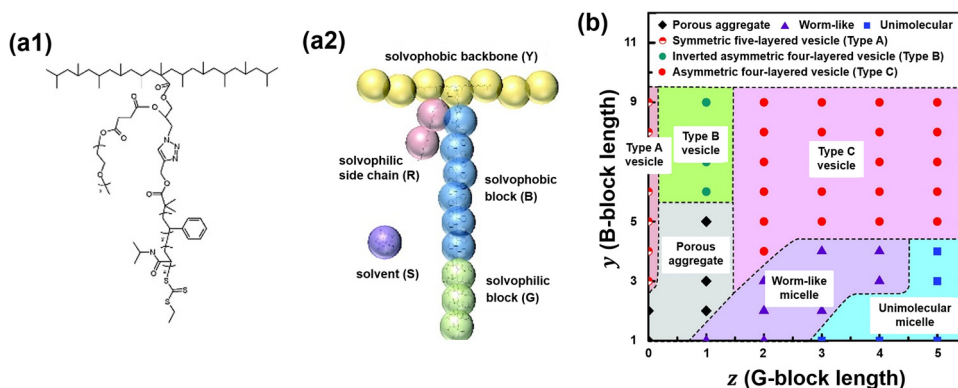 (a1)
(a2)
(b)
solvophobic backbone (Y)
solvophilic
side chain (R)
solvophobic
block (B)
solvent (S)
solvophilic
block (G)
Porous aggregate
Worm-like
Unimolecular
Symmetric five-layered vesicle (Type A)
Inverted asymmetric four-layered vesicle (Type B)
Asymmetric four-layered vesicle (Type C)
Type A
vesicle
Type B
vesicle
Type C
vesicle
Porous
aggregate
Worm-like
micelle
Unimolecular
micelle
11
9
7
5
3
1
y (B-block length)
0 1 2 3 4 5
z (G-block length)